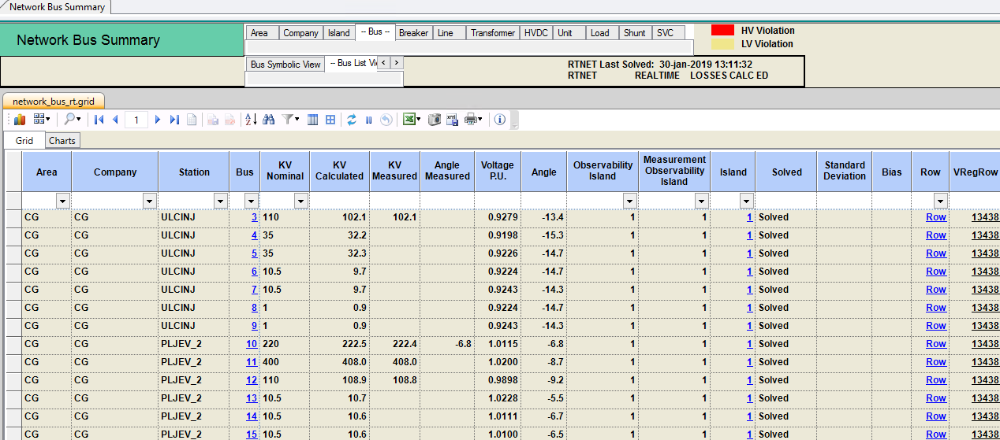 Network Bus Summary
Network Bus Summary
Area Company Island -- Bus -- Breaker Line Transformer HVDC Unit Load Shunt SVC
HV Violation
LV Violation
Bus Symbolic View -- Bus List Vi < >
RTNET Last Solved: 30-jan-2019 13:11:32
RTNET REALTIME LOSSES CALC ED
network_bus_rt.grid
1
Grid Charts
Area Company Station Bus KV Nominal KV Calculated KV Measured Angle Measured Voltage P.U. Angle Observability Island Measurement Observability Island Island Solved Standard Deviation Bias Row VRegRow
CG CG ULCINJ 3 110 102.1 102.1 0.9279 -13.4 1 1 1 Solved Row 13438
CG CG ULCINJ 4 35 32.2 0.9198 -15.3 1 1 1 Solved Row 13438
CG CG ULCINJ 5 35 32.3 0.9226 -14.7 1 1 1 Solved Row 13438
CG CG ULCINJ 6 10.5 9.7 0.9224 -14.7 1 1 1 Solved Row 13438
CG CG ULCINJ 7 10.5 9.7 0.9243 -14.3 1 1 1 Solved Row 13438
CG CG ULCINJ 8 1 0.9 0.9224 -14.7 1 1 1 Solved Row 13438
CG CG ULCINJ 9 1 0.9 0.9243 -14.3 1 1 1 Solved Row 13438
CG CG PLJEV_2 10 220 222.5 222.4 -6.8 1.0115 -6.8 1 1 1 Solved Row 13438
CG CG PLJEV_2 11 400 408.0 408.0 1.0200 -8.7 1 1 1 Solved Row 13438
CG CG PLJEV_2 12 110 108.9 108.8 0.9898 -9.2 1 1 1 Solved Row 13438
CG CG PLJEV_2 13 10.5 10.7 1.0228 -5.5 1 1 1 Solved Row 13438
CG CG PLJEV_2 14 10.5 10.6 1.0111 -6.7 1 1 1 Solved Row 13438
CG CG PLJEV_2 15 10.5 10.6 1.0100 -6.5 1 1 1 Solved Row 13438